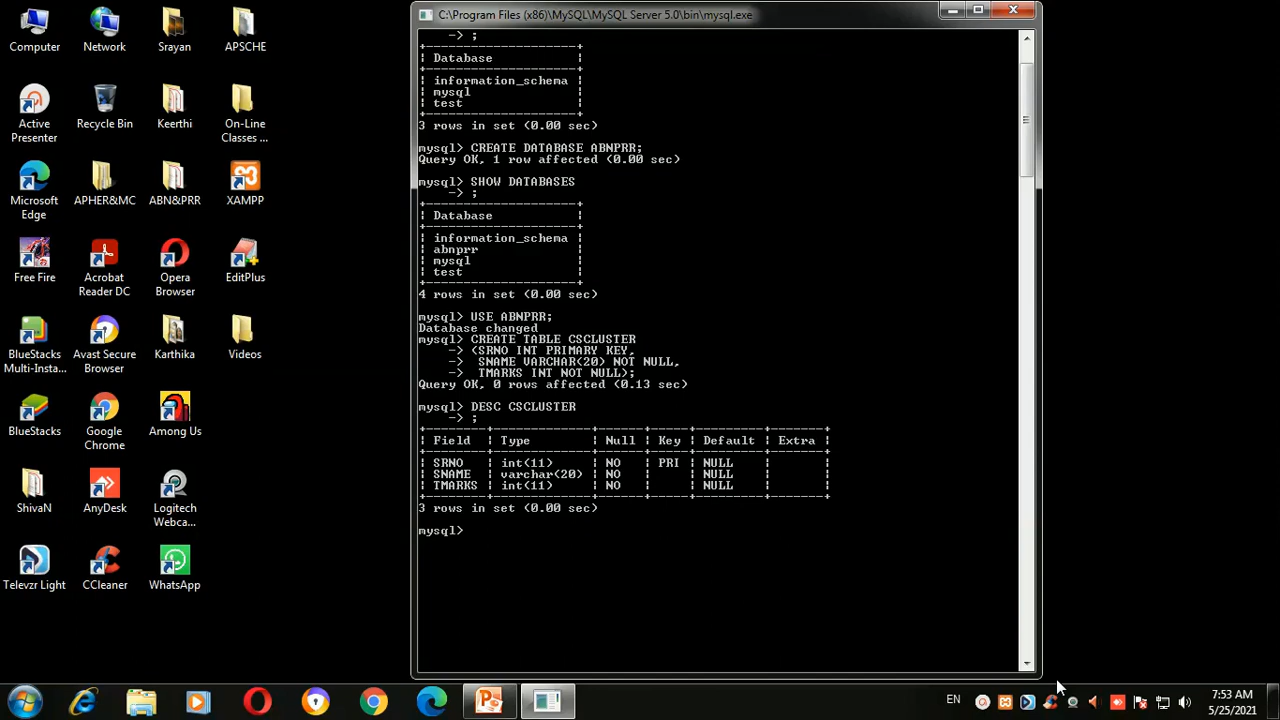 Computer
Network
Srayan
APSCHE
Active
Presenter
Recycle Bin
Keerthi
On-Line
Classes ...
Microsoft
Edge
APHER&MC
ABN&PRR
XAMPP
Free Fire
Acrobat
Reader DC
Opera
Browser
EditPlus
BlueStacks
Multi-Insta...
Avast Secure
Browser
Karthika
Videos
BlueStacks
Google
Chrome
Among Us
ShivaN
AnyDesk
Logitech
Webca...
Televzr Light
CCleaner
WhatsApp
C:\Program Files (x86)\MySQL\MySQL Server 5.0\bin\mysql.exe
-> ;
+--------------------+
| Database           |
+--------------------+
| information_schema |
| mysql              |
| test               |
+--------------------+
3 rows in set (0.00 sec)
mysql> CREATE DATABASE ABNPRR;
Query OK, 1 row affected (0.00 sec)
mysql> SHOW DATABASES
-> ;
+--------------------+
| Database           |
+--------------------+
| information_schema |
| abnprr             |
| mysql              |
| test               |
+--------------------+
4 rows in set (0.00 sec)
mysql> USE ABNPRR;
Database changed
mysql> CREATE TABLE CSCLUSTER
-> (SRNO INT PRIMARY KEY,
->  SNAME VARCHAR(20) NOT NULL,
->  TMARKS INT NOT NULL);
Query OK, 0 rows affected (0.13 sec)
mysql> DESC CSCLUSTER
-> ;
+--------+-------------+------+-----+---------+-------+
| Field  | Type        | Null | Key | Default | Extra |
+--------+-------------+------+-----+---------+-------+
| SRNO   | int(11)     | NO   | PRI | NULL    |       |
| SNAME  | varchar(20) | NO   |     | NULL    |       |
| TMARKS | int(11)     | NO   |     | NULL    |       |
+--------+-------------+------+-----+---------+-------+
3 rows in set (0.00 sec)
mysql>
EN
7:53 AM
5/25/2021